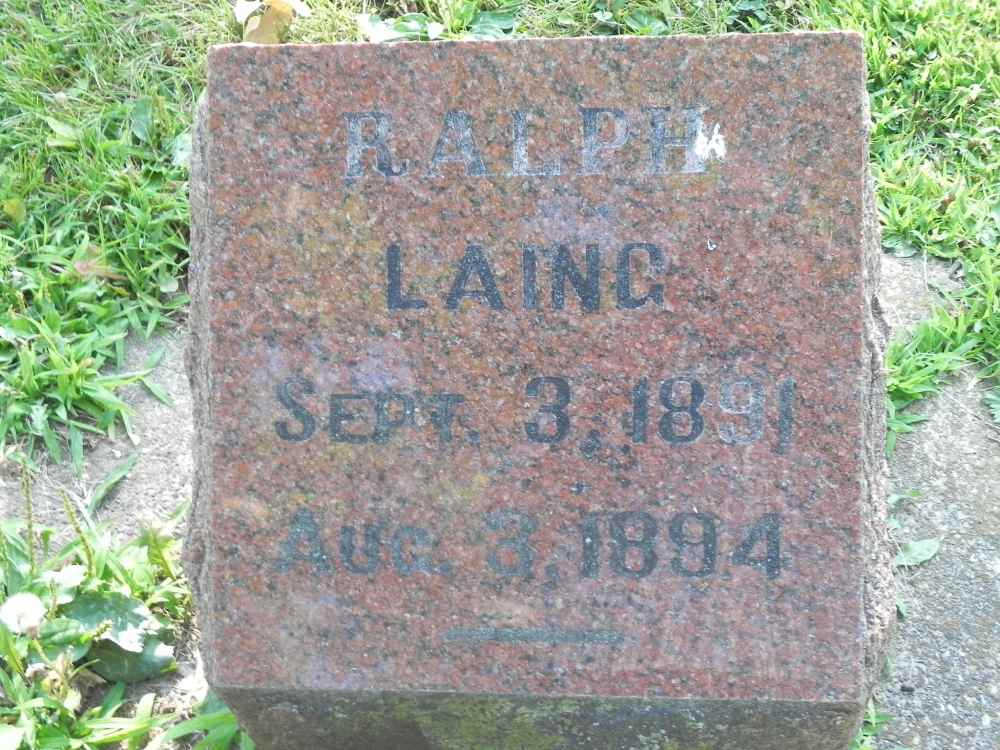 RALPH
LAING
SEPT. 3, 1891
AUG. 3, 1894